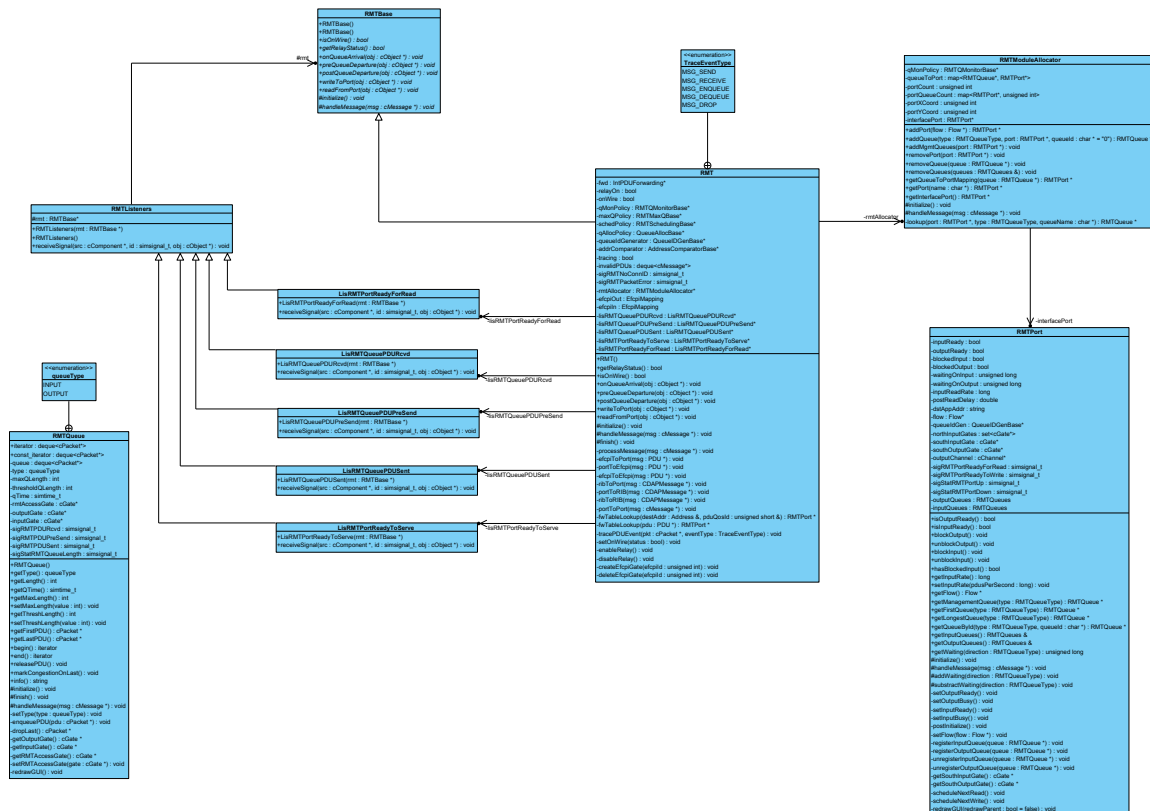 RMTBase
+RMTBase()
+RMTBase()
+isOnWire() : bool
+getRelayStatus() : bool
+onQueueArrival(obj : cObject *) : void
+preQueueDeparture(obj : cObject *) : void
+postQueueDeparture(obj : cObject *) : void
+writeToPort(obj : cObject *) : void
+readFromPort(obj : cObject *) : void
#initialize() : void
#handleMessage(msg : cMessage *) : void
#rmt
<<enumeration>>
TraceEventType
MSG_SEND
MSG_RECEIVE
MSG_ENQUEUE
MSG_DEQUEUE
MSG_DROP
RMTModuleAllocator
-qMonPolicy : RMTQMonitorBase*
-queueToPort : map<RMTQueue*, RMTPort*>
-portCount : unsigned int
-portQueueCount : map<RMTPort*, unsigned int>
-portXCoord : unsigned int
-portYCoord : unsigned int
-interfacePort : RMTPort*
+addPort(flow : Flow *) : RMTPort *
+addQueue(type : RMTQueueType, port : RMTPort *, queueId : char * = "0") : RMTQueue
+addMgmtQueues(port : RMTPort *) : void
+removePort(port : RMTPort *) : void
+removeQueue(queue : RMTQueue *) : void
+removeQueues(queues : RMTQueues &) : void
+getQueueToPortMapping(queue : RMTQueue *) : RMTPort *
+getPort(name : char *) : RMTPort *
+getInterfacePort() : RMTPort *
#initialize() : void
#handleMessage(msg : cMessage *) : void
-lookup(port : RMTPort *, type : RMTQueueType, queueName : char *) : RMTQueue *
-rmtAllocator
-interfacePort
RMTListeners
#rmt : RMTBase*
+RMTListeners(rmt : RMTBase *)
+RMTListeners()
+receiveSignal(src : cComponent *, id : simsignal_t, obj : cObject *) : void
LisRMTPortReadyForRead
+LisRMTPortReadyForRead(rmt : RMTBase *)
+receiveSignal(src : cComponent *, id : simsignal_t, obj : cObject *) : void
-lisRMTPortReadyForRead
LisRMTQueuePDURcvd
+LisRMTQueuePDURcvd(rmt : RMTBase *)
+receiveSignal(src : cComponent *, id : simsignal_t, obj : cObject *) : void
-lisRMTQueuePDURcvd
LisRMTQueuePDUPreSend
+LisRMTQueuePDUPreSend(rmt : RMTBase *)
+receiveSignal(src : cComponent *, id : simsignal_t, obj : cObject *) : void
-lisRMTQueuePDUPreSend
LisRMTQueuePDUSent
+LisRMTQueuePDUSent(rmt : RMTBase *)
+receiveSignal(src : cComponent *, id : simsignal_t, obj : cObject *) : void
-lisRMTQueuePDUSent
LisRMTPortReadyToServe
+LisRMTPortReadyToServe(rmt : RMTBase *)
+receiveSignal(src : cComponent *, id : simsignal_t, obj : cObject *) : void
-lisRMTPortReadyToServe
RMT
-fwd : IntPDUForwarding*
-relayOn : bool
-onWire : bool
-qMonPolicy : RMTQMonitorBase*
-maxQPolicy : RMTMaxQBase*
-schedPolicy : RMTSchedulingBase*
-qAllocPolicy : QueueAllocBase*
-queueIdGenerator : QueueIDGenBase*
-addrComparator : AddressComparatorBase*
-tracing : bool
-invalidPDUs : deque<cMessage*>
-sigRMTNoConnID : simsignal_t
-sigRMTPacketError : simsignal_t
-rmtAllocator : RMTModuleAllocator*
-efcpiOut : EfcpiMapping
-efcpiIn : EfcpiMapping
-lisRMTQueuePDURcvd : LisRMTQueuePDURcvd*
-lisRMTQueuePDUPreSend : LisRMTQueuePDUPreSend*
-lisRMTQueuePDUSent : LisRMTQueuePDUSent*
-lisRMTPortReadyToServe : LisRMTPortReadyToServe*
-lisRMTPortReadyForRead : LisRMTPortReadyForRead*
+RMT()
+getRelayStatus() : bool
+isOnWire() : bool
+onQueueArrival(obj : cObject *) : void
+preQueueDeparture(obj : cObject *) : void
+postQueueDeparture(obj : cObject *) : void
+writeToPort(obj : cObject *) : void
+readFromPort(obj : cObject *) : void
#initialize() : void
#handleMessage(msg : cMessage *) : void
#finish() : void
-processMessage(msg : cMessage *) : void
-efcpiToPort(msg : PDU *) : void
-portToEfcpi(msg : PDU *) : void
-efcpiToEfcpi(msg : PDU *) : void
-ribToPort(msg : CDAPMessage *) : void
-portToRIB(msg : CDAPMessage *) : void
-ribToRIB(msg : CDAPMessage *) : void
-portToPort(msg : cMessage *) : void
-fwTableLookup(destAddr : Address &, pduQosId : unsigned short &) : RMTPort *
-fwTableLookup(pdu : PDU *) : RMTPort *
-tracePDUEvent(pkt : cPacket *, eventType : TraceEventType) : void
-setOnWire(status : bool) : void
-enableRelay() : void
-disableRelay() : void
-createEfcpiGate(efcpiId : unsigned int) : void
-deleteEfcpiGate(efcpiId : unsigned int) : void
<<enumeration>>
queueType
INPUT
OUTPUT
RMTQueue
+iterator : deque<cPacket*>
+const_iterator : deque<cPacket*>
-queue : deque<cPacket*>
-type : queueType
-maxQLength : int
-thresholdQLength : int
-qTime : simtime_t
-rmtAccessGate : cGate*
-outputGate : cGate*
-inputGate : cGate*
-sigRMTPDURcvd : simsignal_t
-sigRMTPDUPreSend : simsignal_t
-sigRMTPDUSent : simsignal_t
-sigStatRMTQueueLength : simsignal_t
+RMTQueue()
+getType() : queueType
+getLength() : int
+getQTime() : simtime_t
+getMaxLength() : int
+setMaxLength(value : int) : void
+getThreshLength() : int
+setThreshLength(value : int) : void
+getFirstPDU() : cPacket *
+getLastPDU() : cPacket *
+begin() : iterator
+end() : iterator
+releasePDU() : void
+markCongestionOnLast() : void
+info() : string
#initialize() : void
#finish() : void
#handleMessage(msg : cMessage *) : void
-setType(type : queueType) : void
-enqueuePDU(pdu : cPacket *) : void
-dropLast() : cPacket *
-getOutputGate() : cGate *
-getInputGate() : cGate *
-getRMTAccessGate() : cGate *
-setRMTAccessGate(gate : cGate *) : void
-redrawGUI() : void
RMTPort
-inputReady : bool
-outputReady : bool
-blockedInput : bool
-blockedOutput : bool
-waitingOnInput : unsigned long
-waitingOnOutput : unsigned long
-inputReadRate : long
-postReadDelay : double
-dstAppAddr : string
-flow : Flow*
-queueIdGen : QueueIDGenBase*
-northInputGates : set<cGate*>
-southInputGate : cGate*
-southOutputGate : cGate*
-outputChannel : cChannel*
-sigRMTPortReadyForRead : simsignal_t
-sigRMTPortReadyToWrite : simsignal_t
-sigStatRMTPortUp : simsignal_t
-sigStatRMTPortDown : simsignal_t
-outputQueues : RMTQueues
-inputQueues : RMTQueues
+isOutputReady() : bool
+isInputReady() : bool
+blockOutput() : void
+unblockOutput() : void
+blockInput() : void
+unblockInput() : void
+hasBlockedInput() : bool
+getInputRate() : long
+setInputRate(pdusPerSecond : long) : void
+getFlow() : Flow *
+getManagementQueue(type : RMTQueueType) : RMTQueue *
+getFirstQueue(type : RMTQueueType) : RMTQueue *
+getLongestQueue(type : RMTQueueType) : RMTQueue *
+getQueueById(type : RMTQueueType, queueId : char *) : RMTQueue *
+getInputQueues() : RMTQueues &
+getOutputQueues() : RMTQueues &
+getWaiting(direction : RMTQueueType) : unsigned long
#initialize() : void
#handleMessage(msg : cMessage *) : void
#addWaiting(direction : RMTQueueType) : void
#substractWaiting(direction : RMTQueueType) : void
-setOutputReady() : void
-setOutputBusy() : void
-setInputReady() : void
-setInputBusy() : void
-postInitialize() : void
-setFlow(flow : Flow *) : void
-registerInputQueue(queue : RMTQueue *) : void
-registerOutputQueue(queue : RMTQueue *) : void
-unregisterInputQueue(queue : RMTQueue *) : void
-unregisterOutputQueue(queue : RMTQueue *) : void
-getSouthInputGate() : cGate *
-getSouthOutputGate() : cGate *
-scheduleNextRead() : void
-scheduleNextWrite() : void
-redrawGUI(redrawParent : bool = false) : void